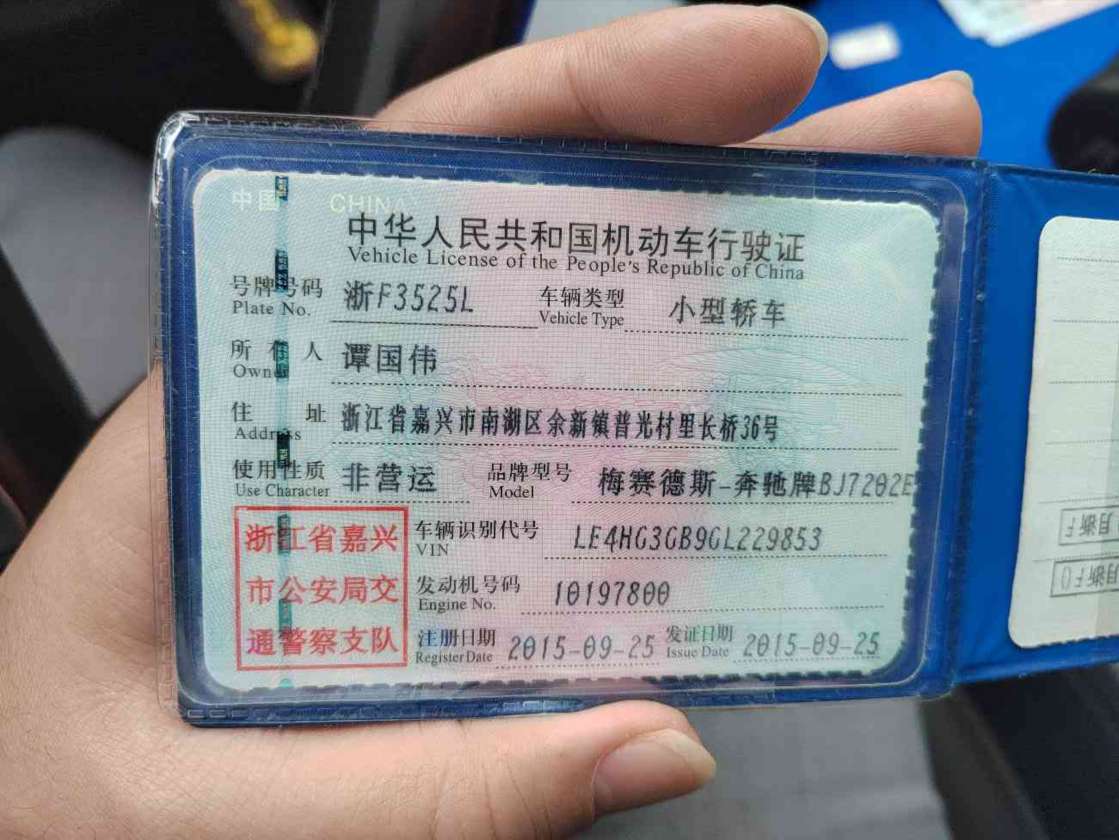 中国 CHINA
中华人民共和国机动车行驶证
Vehicle License of the People's Republic of China
号牌号码 浙F3525L 车辆类型 小型轿车
Plate No. Vehicle Type
所有人 谭国伟
Owner
住址 浙江省嘉兴市南湖区余新镇普光村里长桥36号
Address
使用性质 非营运 品牌型号 梅赛德斯-奔驰牌BJ7202E
Use Character Model
浙江省嘉兴
市公安局交
通警察支队
车辆识别代号 LE4HG3GB9GL229853
VIN
发动机号码 10197800
Engine No.
注册日期 2015-09-25 发证日期 2015-09-25
Register Date Issue Date